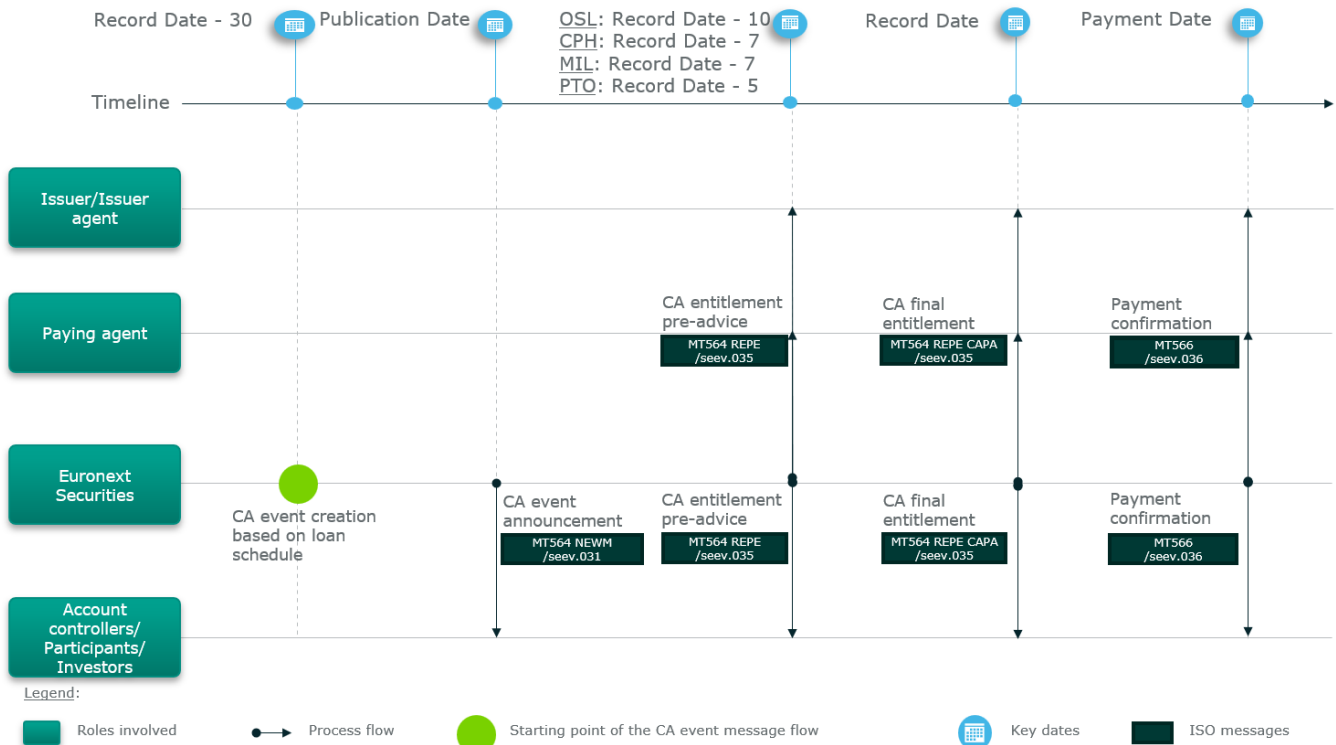 Record Date - 30
Publication Date
OSL: Record Date - 10
CPH: Record Date - 7
MIL: Record Date - 7
PTO: Record Date - 5
Record Date
Payment Date
Timeline
Issuer/Issuer
agent
Paying agent
CA entitlement
pre-advice
MT564 REPE
/seev.035
CA final
entitlement
MT564 REPE CAPA
/seev.035
Payment
confirmation
MT566
/seev.036
Euronext
Securities
CA event creation
based on loan
schedule
CA event
announcement
MT564 NEWM
/seev.031
CA entitlement
pre-advice
MT564 REPE
/seev.035
CA final
entitlement
MT564 REPE CAPA
/seev.035
Payment
confirmation
MT566
/seev.036
Account
controllers/
Participants/
Investors
Legend:
Roles involved
Process flow
Starting point of the CA event message flow
Key dates
ISO messages